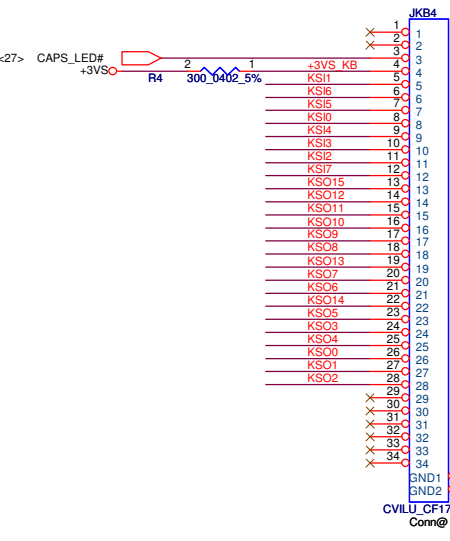 JKB4
1 1
2 2
<27> CAPS_LED# 3 3
+3VS 2 1 +3VS_KB 4 4
R4 300_0402_5%
KSI1 5 5
KSI6 6 6
KSI5 7 7
KSI0 8 8
KSI4 9 9
KSI3 10 10
KSI2 11 11
KSI7 12 12
KSO15 13 13
KSO12 14 14
KSO11 15 15
KSO10 16 16
KSO9 17 17
KSO8 18 18
KSO13 19 19
KSO7 20 20
KSO6 21 21
KSO14 22 22
KSO5 23 23
KSO3 24 24
KSO4 25 25
KSO0 26 26
KSO1 27 27
KSO2 28 28
29 29
30 30
31 31
32 32
33 33
34 34
GND1
GND2
CVILU_CF17
Conn@